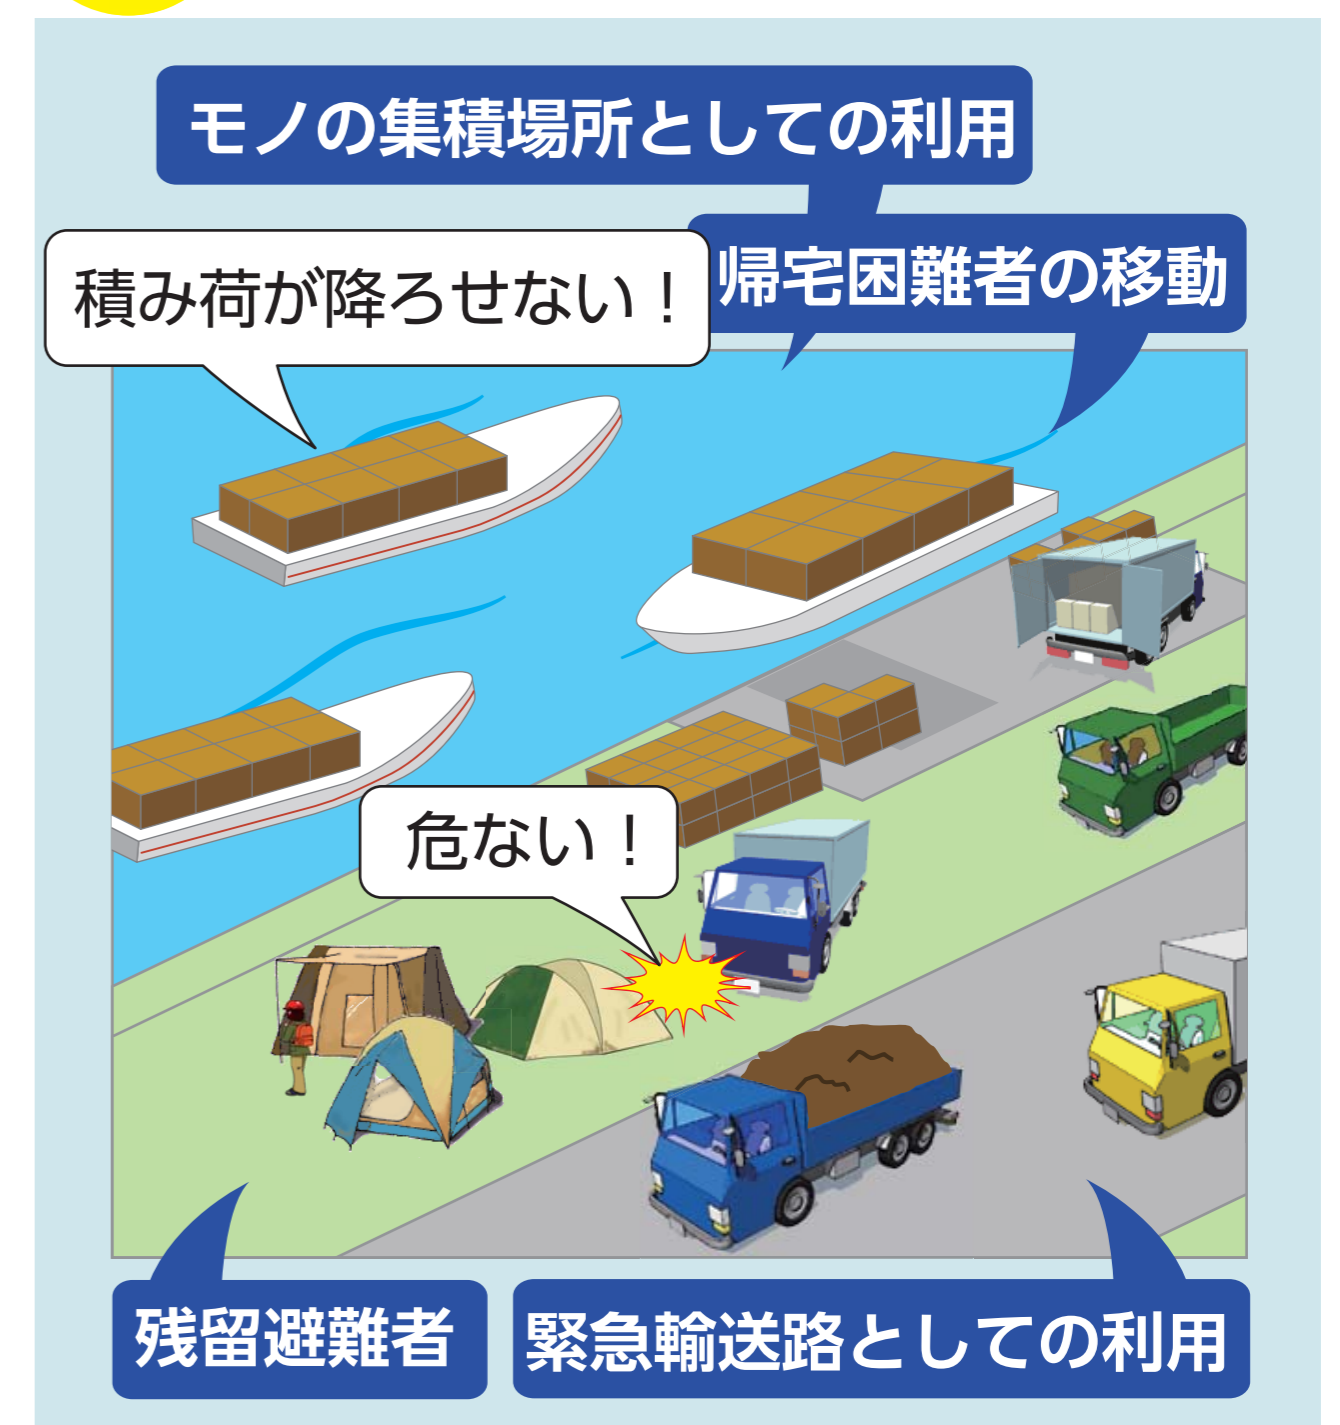 モノの集積場所としての利用
帰宅困難者の移動
積み荷が降ろせない！
危ない！
残留避難者
緊急輸送路としての利用